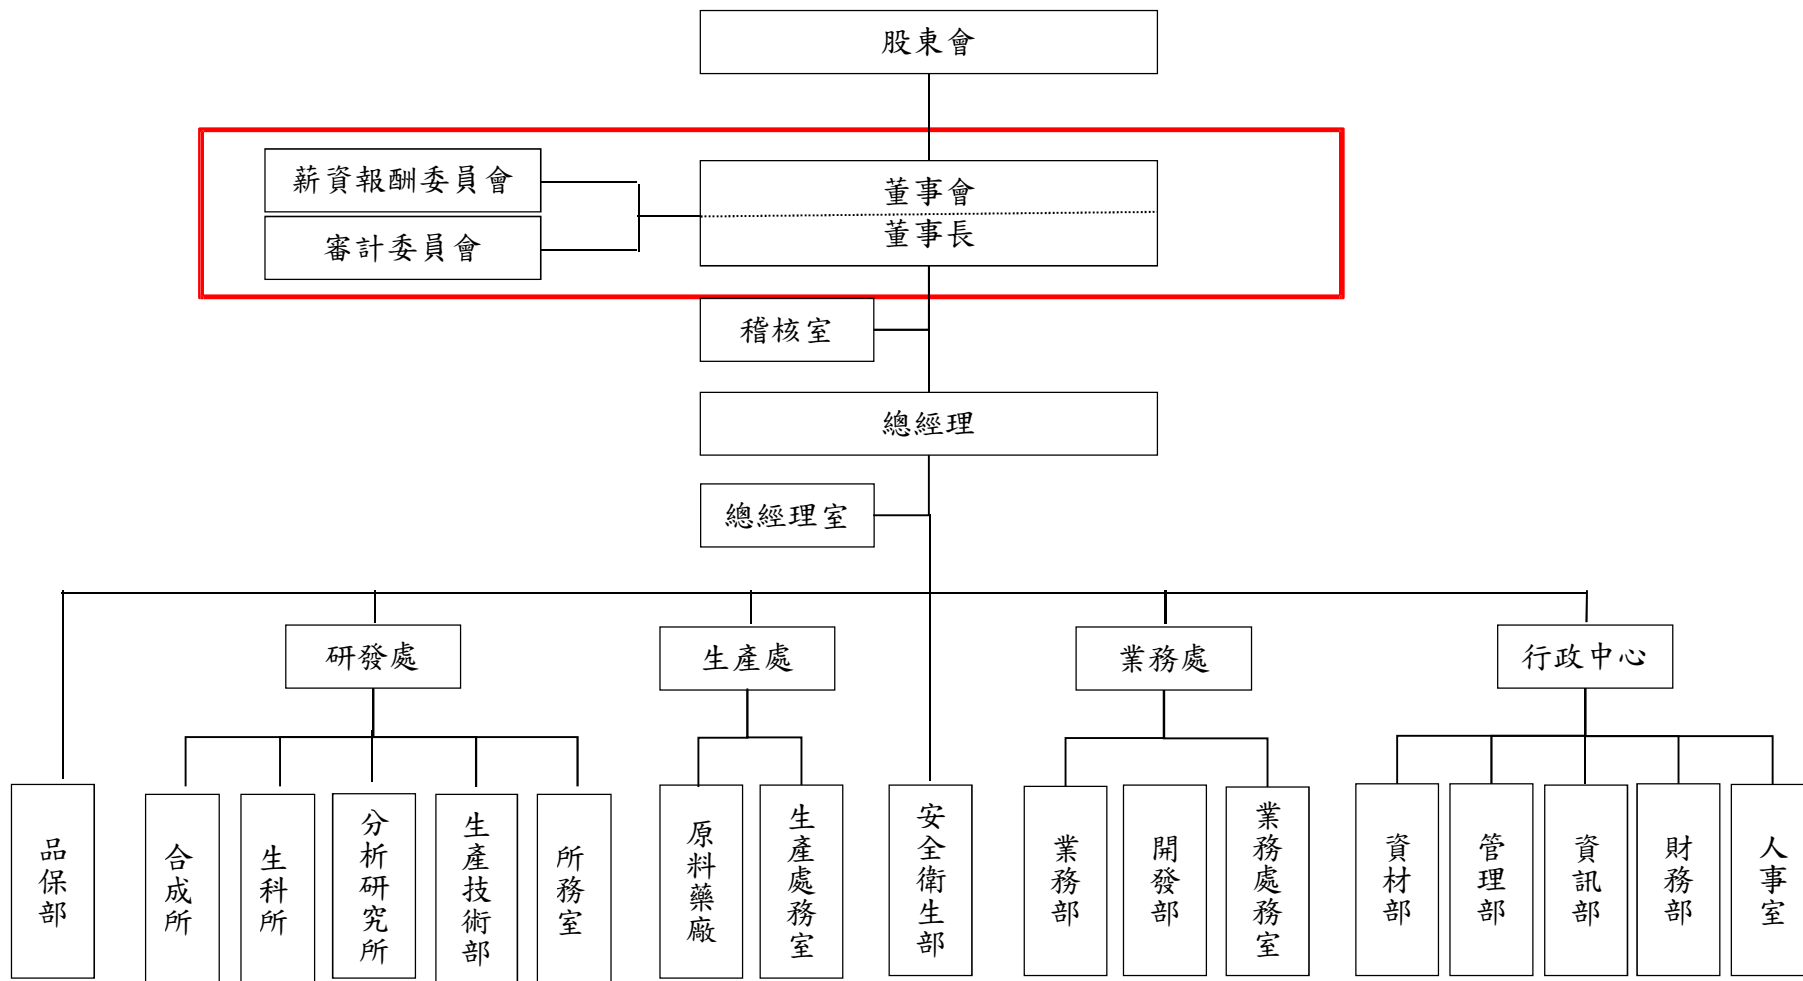 股東會
薪資報酬委員會
審計委員會
董事會
董事長
稽核室
總經理
總經理室
研發處
生產處
業務處
行政中心
品保部
合成所
生科所
分析研究所
生產技術部
所務室
原料藥廠
生產處務室
安全衛生部
業務部
開發部
業務處務室
資材部
管理部
資訊部
財務部
人事室